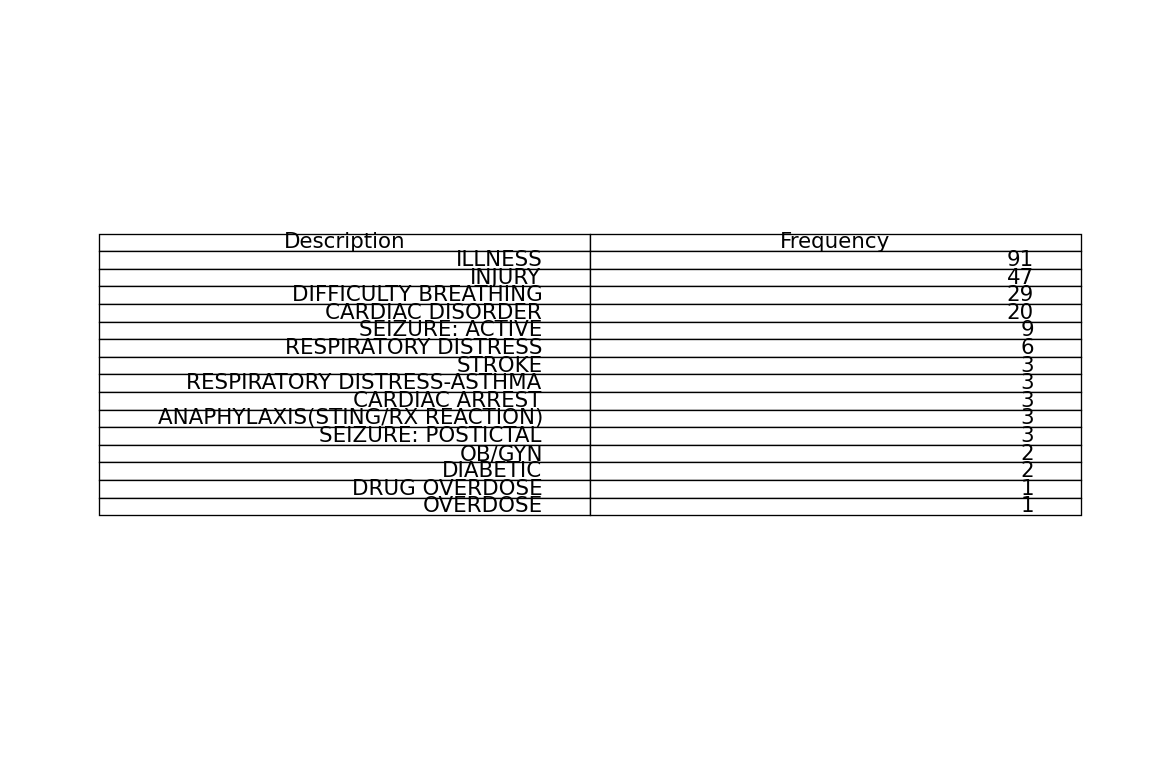 Description Frequency
ILLNESS 91
INJURY 47
DIFFICULTY BREATHING 29
CARDIAC DISORDER 20
SEIZURE: ACTIVE 9
RESPIRATORY DISTRESS 6
STROKE 3
RESPIRATORY DISTRESS-ASTHMA 3
CARDIAC ARREST 3
ANAPHYLAXIS(STING/RX REACTION) 3
SEIZURE: POSTICTAL 3
OB/GYN 2
DIABETIC 2
DRUG OVERDOSE 1
OVERDOSE 1